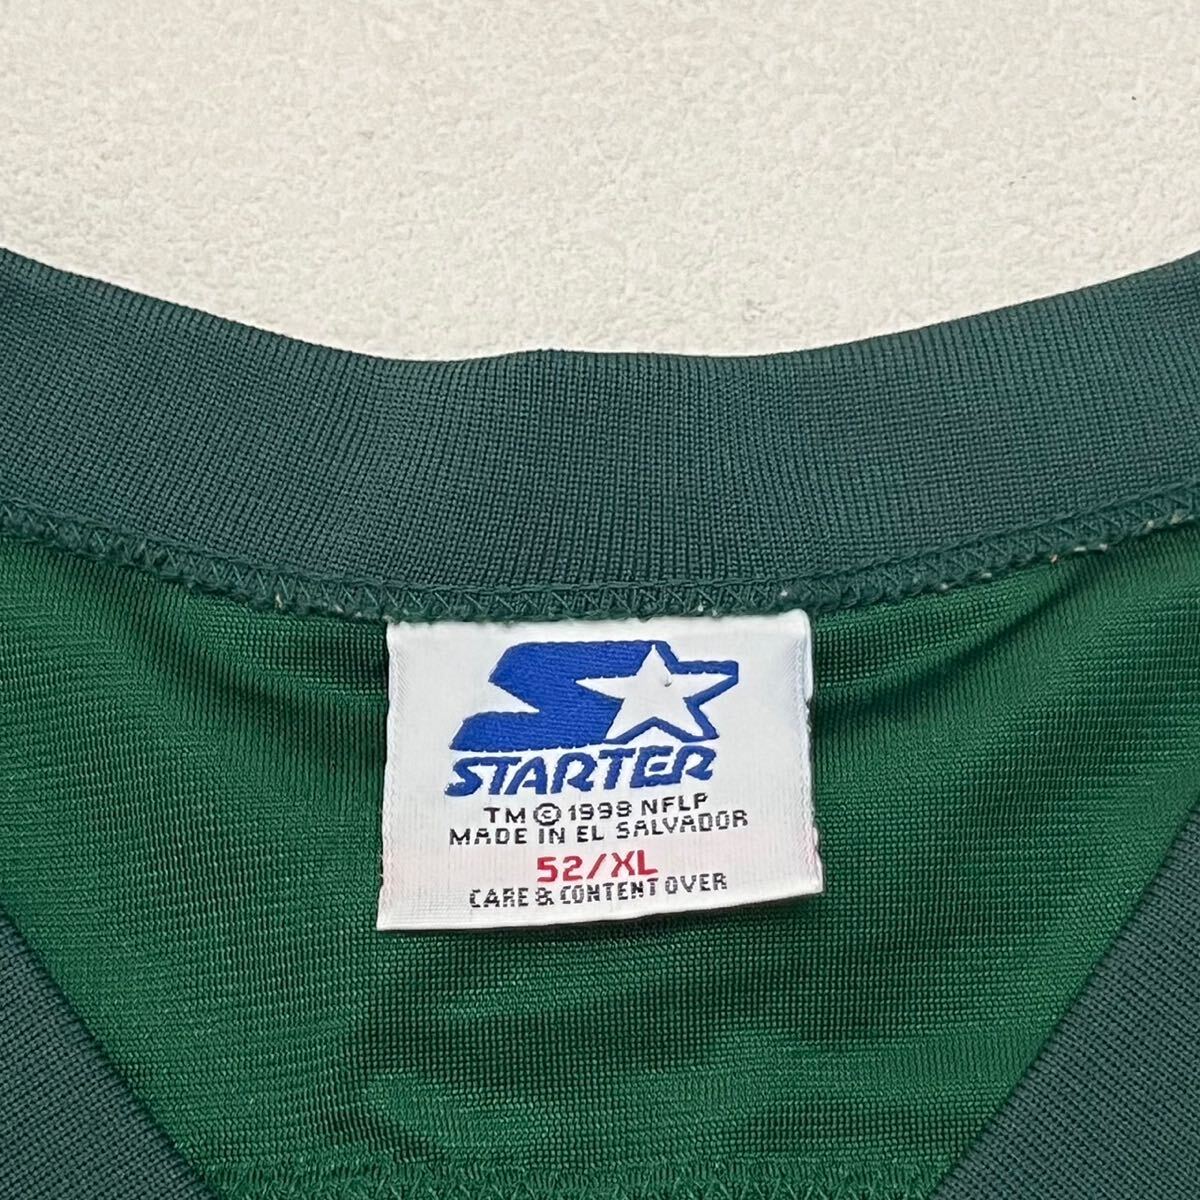 STARTER
TM © 1998 NFLP
MADE IN EL SALVADOR
52/XL
CARE & CONTENT OVER